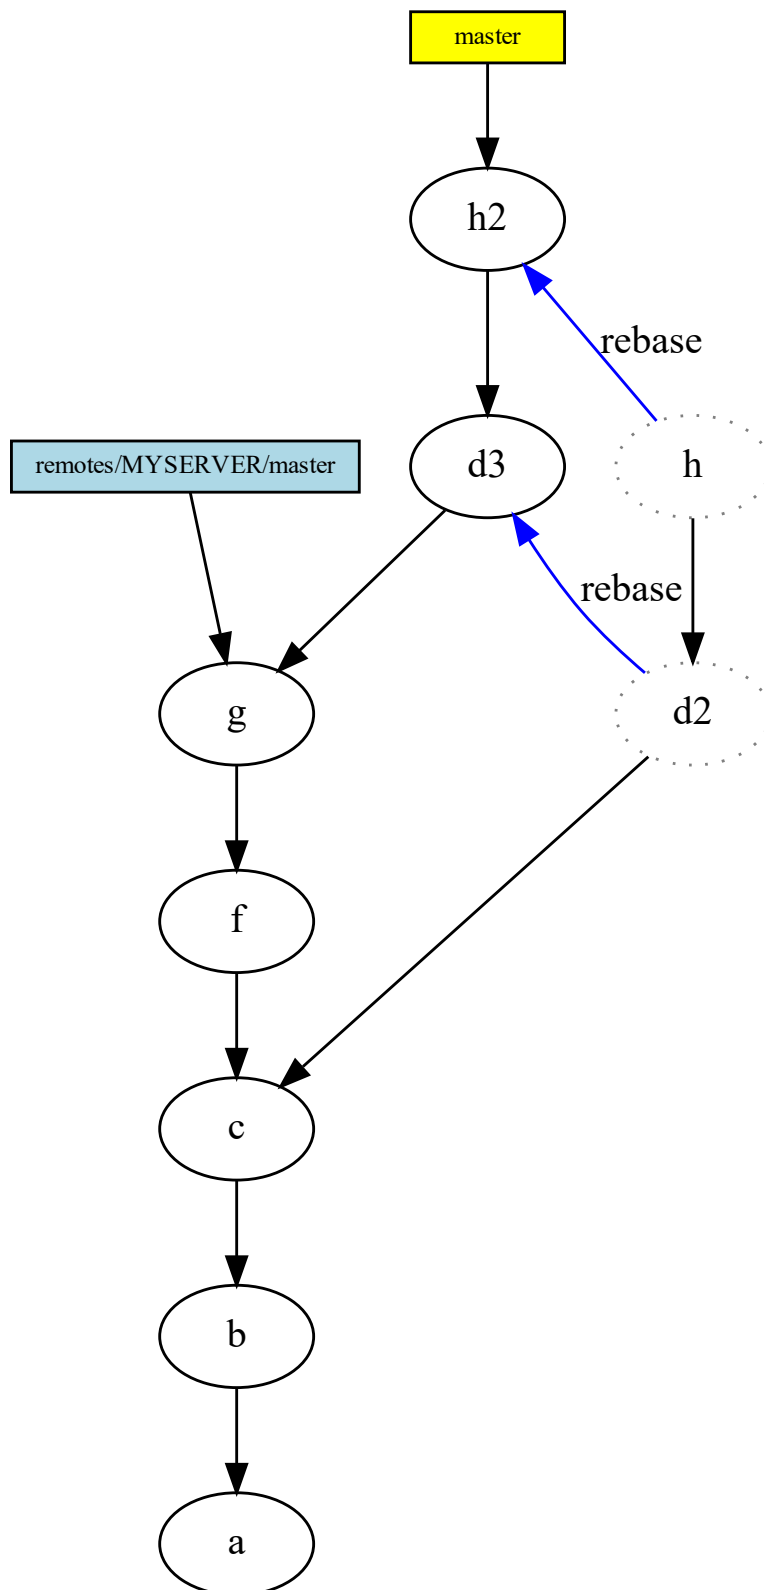 master
h2
rebase
remotes/MYSERVER/master
d3
h
rebase
g
d2
f
c
b
a